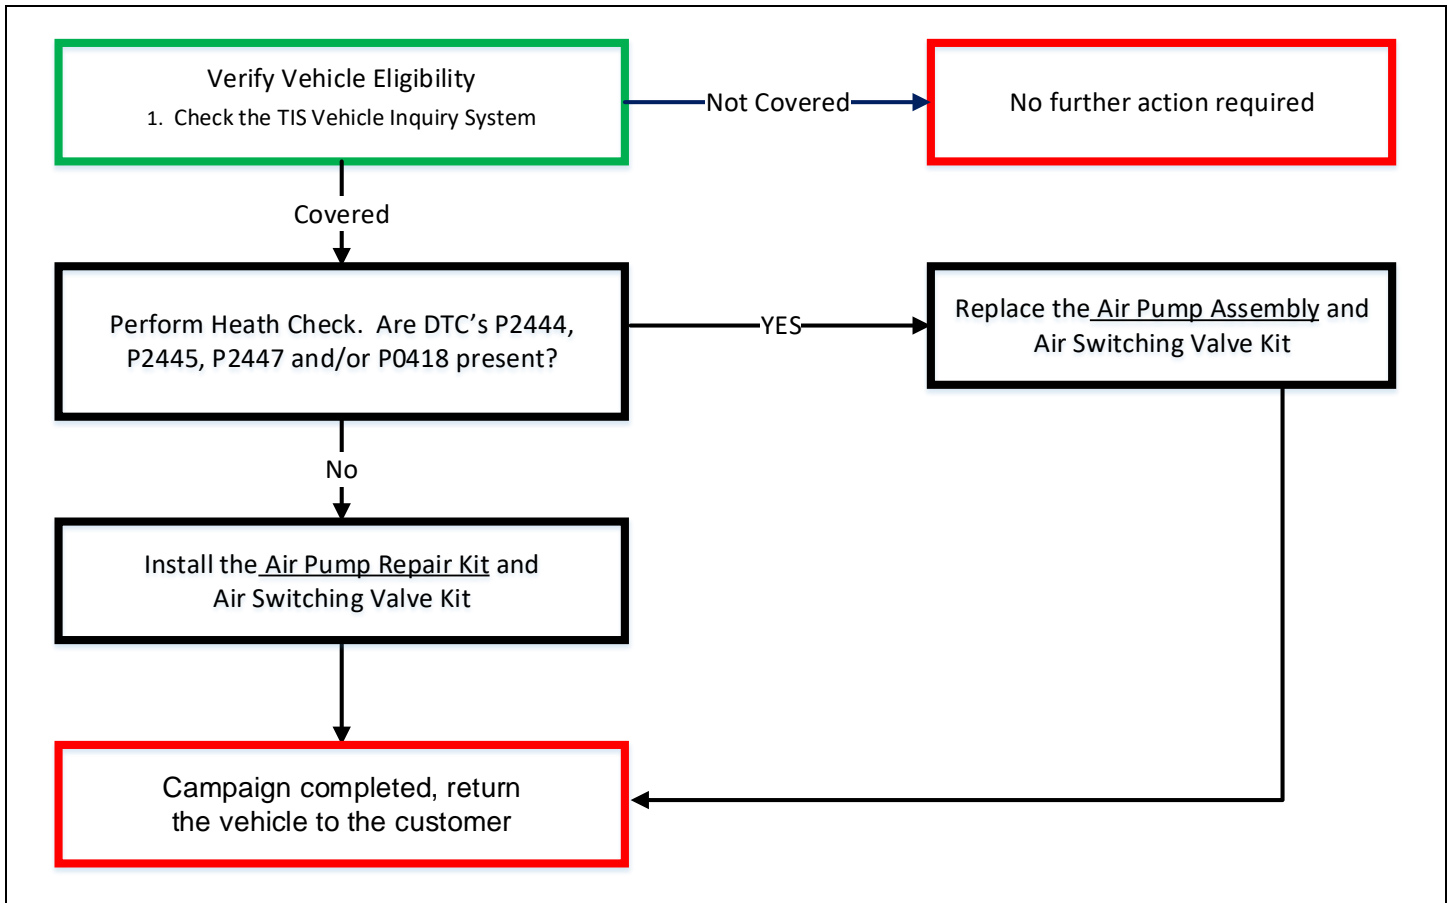 Verify Vehicle Eligibility
1. Check the TIS Vehicle Inquiry System
Not Covered
No further action required
Covered
Perform Heath Check. Are DTC’s P2444,
P2445, P2447 and/or P0418 present?
YES
Replace the Air Pump Assembly and
Air Switching Valve Kit
No
Install the Air Pump Repair Kit and
Air Switching Valve Kit
Campaign completed, return
the vehicle to the customer